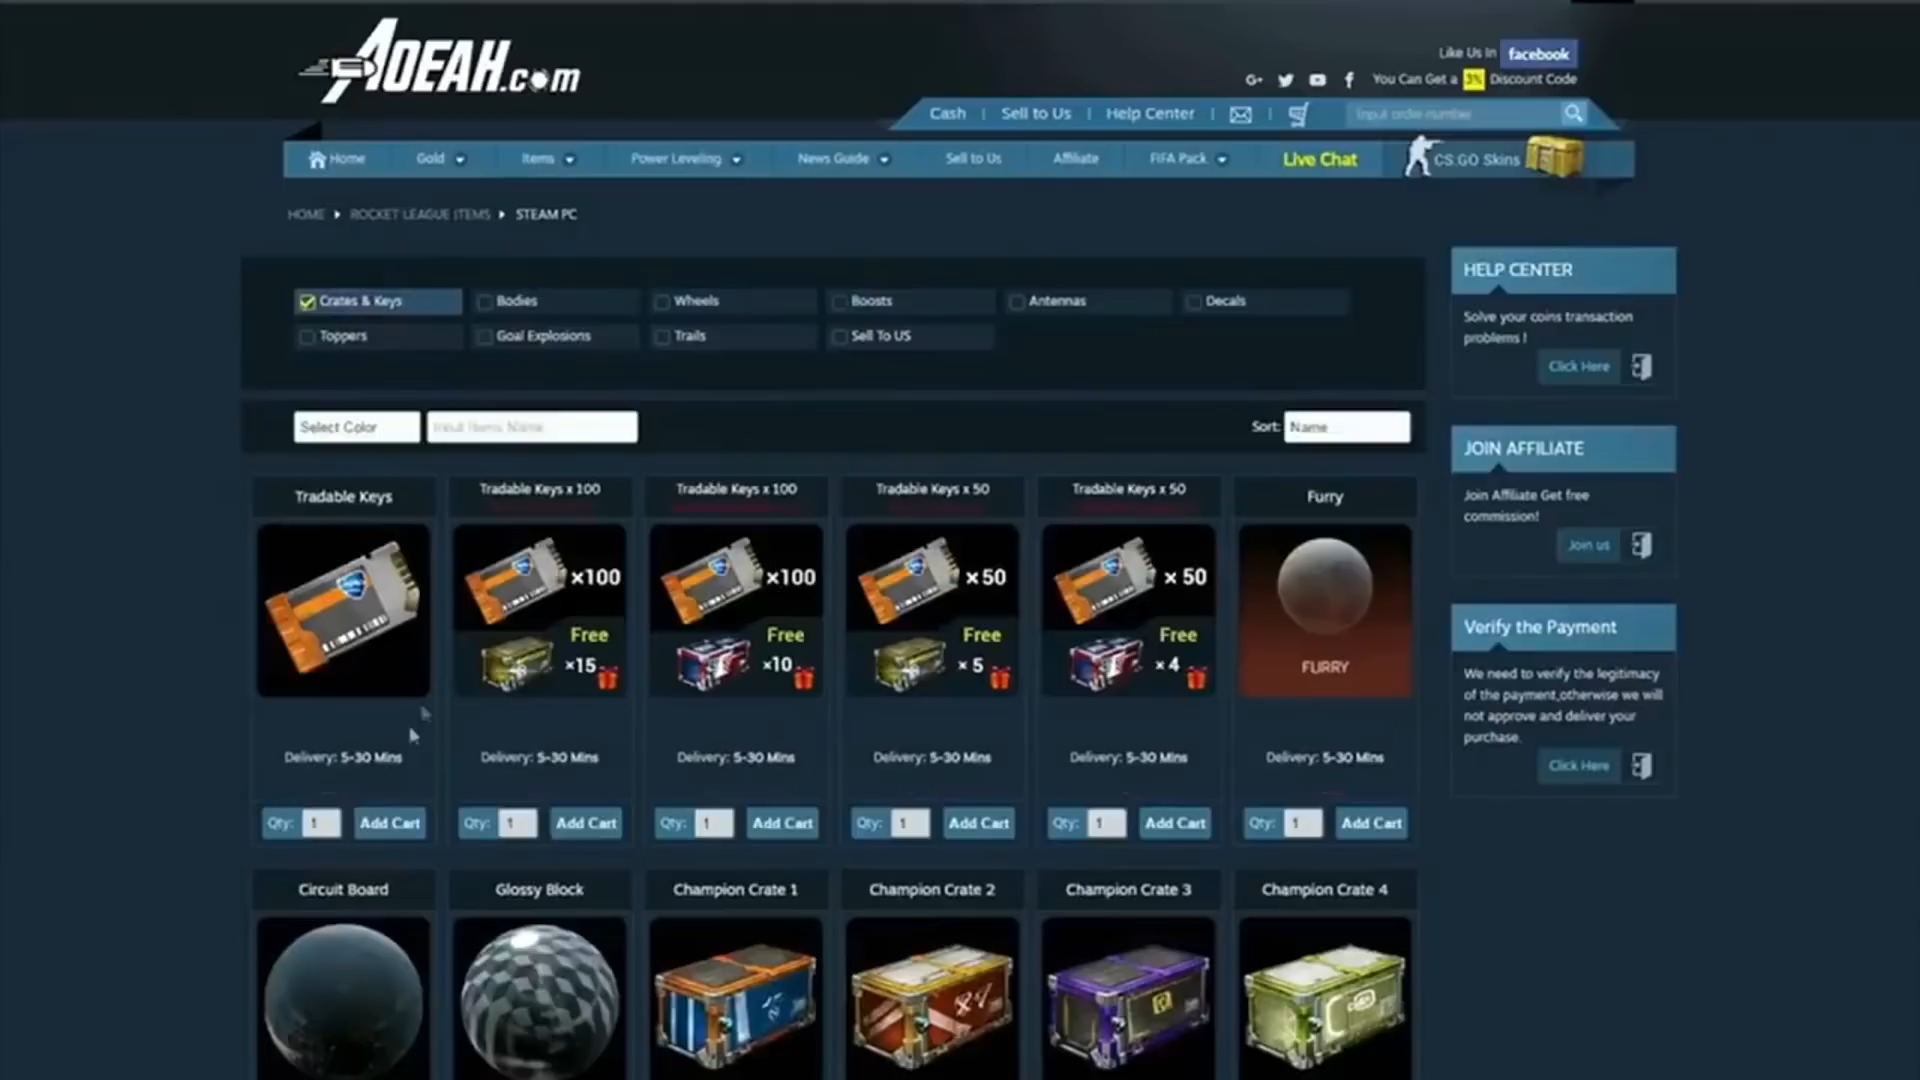 AOEAH.com
Like Us In facebook
You Can Get a 3% Discount Code
Cash | Sell to Us | Help Center
Input order number
Home Gold Items Power Leveling News Guide Sell to Us Affiliate FIFA Pack Live Chat CS:GO Skins
HOME ROCKET LEAGUE ITEMS STEAM PC
Crates & Keys Bodies Wheels Boosts Antennas Decals
Toppers Goal Explosions Trails Sell To US
Select Color Input Items Name Sort: Name
Tradable Keys Tradable Keys x 100 Tradable Keys x 100 Tradable Keys x 50 Tradable Keys x 50 Furry
×100 ×100 ×50 ×50
Free Free Free Free
×15 ×10 ×5 ×4 FURRY
Delivery: 5-30 Mins Delivery: 5-30 Mins Delivery: 5-30 Mins Delivery: 5-30 Mins Delivery: 5-30 Mins Delivery: 5-30 Mins
Qty: 1 Add Cart Qty: 1 Add Cart Qty: 1 Add Cart Qty: 1 Add Cart Qty: 1 Add Cart Qty: 1 Add Cart
Circuit Board Glossy Block Champion Crate 1 Champion Crate 2 Champion Crate 3 Champion Crate 4
HELP CENTER
Solve your coins transaction
problems !
Click Here
JOIN AFFILIATE
Join Affiliate Get free
commission!
Join us
Verify the Payment
We need to verify the legitimacy
of the payment,otherwise we will
not approve and deliver your
purchase.
Click Here